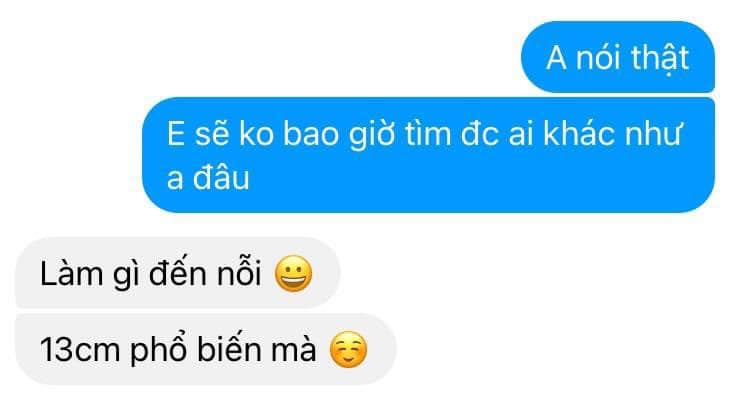 A nói thật
E sẽ ko bao giờ tìm đc ai khác như
a đâu
Làm gì đến nỗi 😀
13cm phổ biến mà ☺️